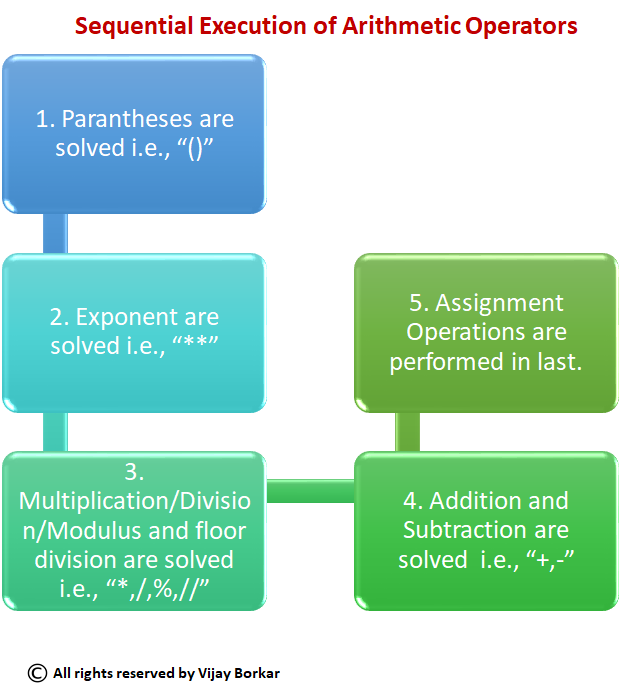 Sequential Execution of Arithmetic Operators
1. Parantheses are
solved i.e., “()”
2. Exponent are
solved i.e., “**”
3.
Multiplication/Divisio
n/Modulus and floor
division are solved
i.e., “*,/,%,//”
4. Addition and
Subtraction are
solved  i.e., “+,-”
5. Assignment
Operations are
performed in last.
© All rights reserved by Vijay Borkar